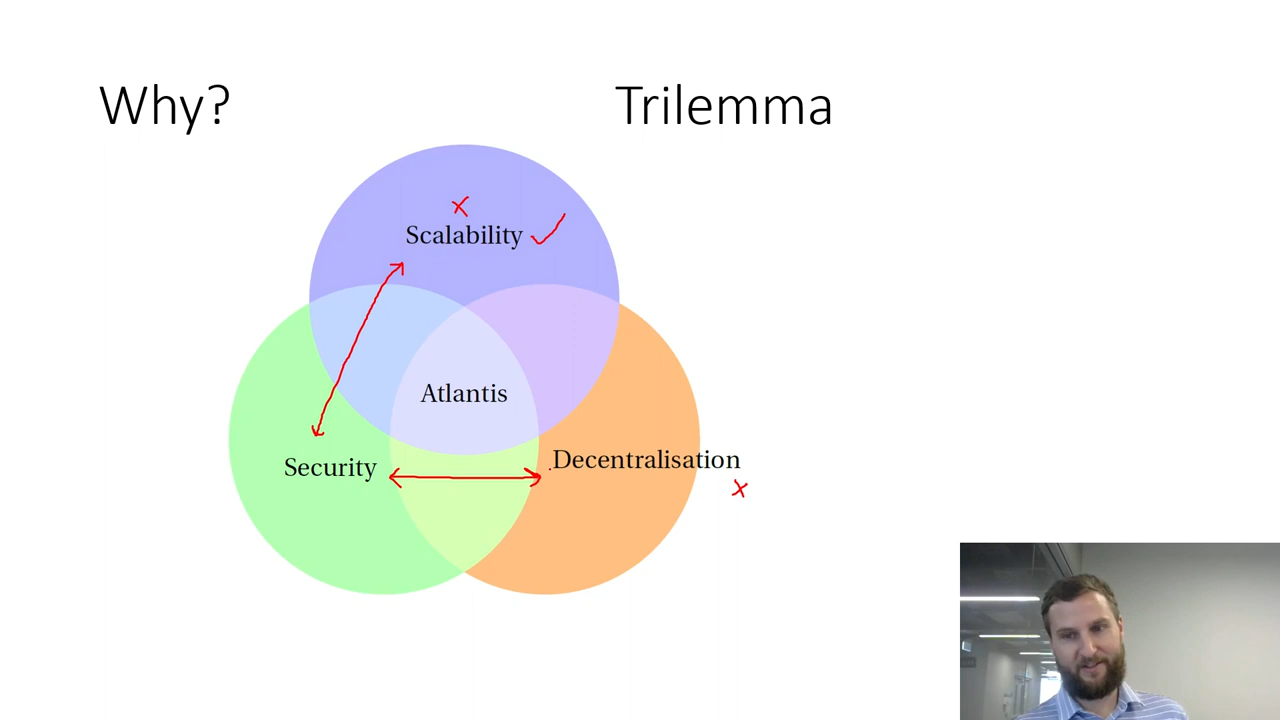 Why?
Trilemma
Scalability
Atlantis
Security
Decentralisation